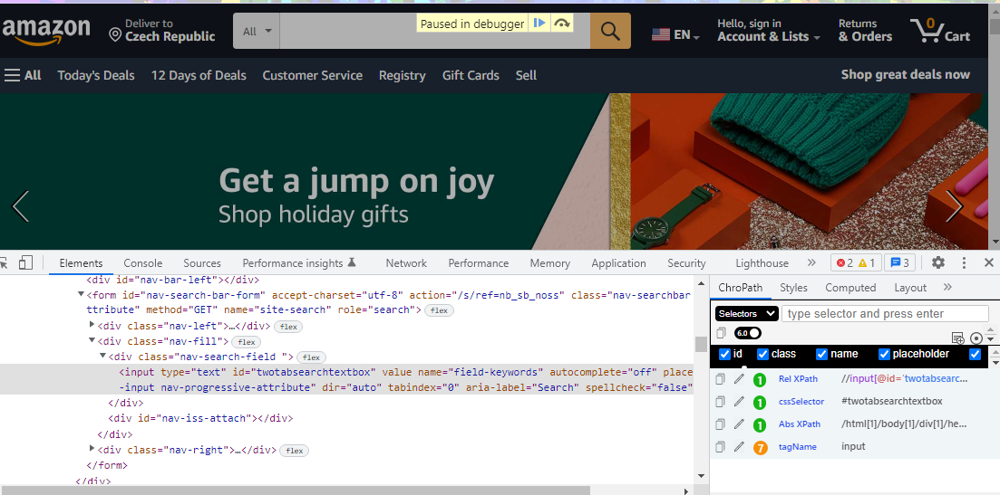 amazon
Deliver to
Czech Republic
All
Paused in debugger
EN
Hello, sign in
Account & Lists
Returns
& Orders
0
Cart
All Today's Deals 12 Days of Deals Customer Service Registry Gift Cards Sell
Shop great deals now
Get a jump on joy
Shop holiday gifts
Elements Console Sources Performance insights Network Performance Memory Application Security Lighthouse » 2 1 3
<div id="nav-bar-left"></div>
<form id="nav-search-bar-form" accept-charset="utf-8" action="/s/ref=nb_sb_noss" class="nav-searchbar
ttribute" method="GET" name="site-search" role="search"> flex
<div class="nav-left">…</div> flex
<div class="nav-fill"> flex
<div class="nav-search-field "> flex
<input type="text" id="twotabsearchtextbox" value name="field-keywords" autocomplete="off" place
-input nav-progressive-attribute" dir="auto" tabindex="0" aria-label="Search" spellcheck="false"
</div>
<div id="nav-iss-attach"></div>
</div>
<div class="nav-right">…</div> flex
</form>
</div>
ChroPath Styles Computed Layout »
Selectors type selector and press enter
6.0
id class name placeholder
1 Rel XPath //input[@id='twotabsearc...
1 cssSelector #twotabsearchtextbox
1 Abs XPath /html[1]/body[1]/div[1]/he...
7 tagName input